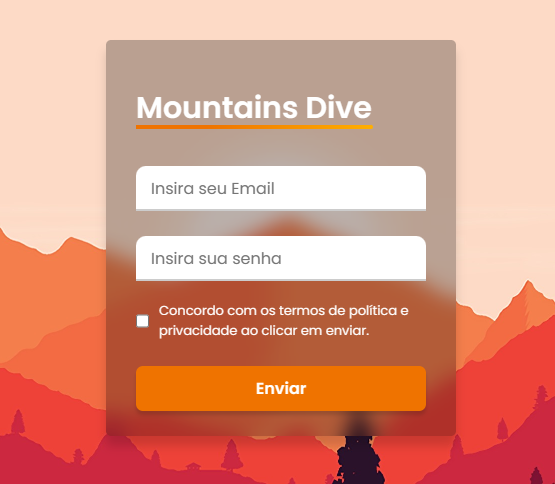 Mountains Dive
Insira seu Email
Insira sua senha
Concordo com os termos de política e
privacidade ao clicar em enviar.
Enviar